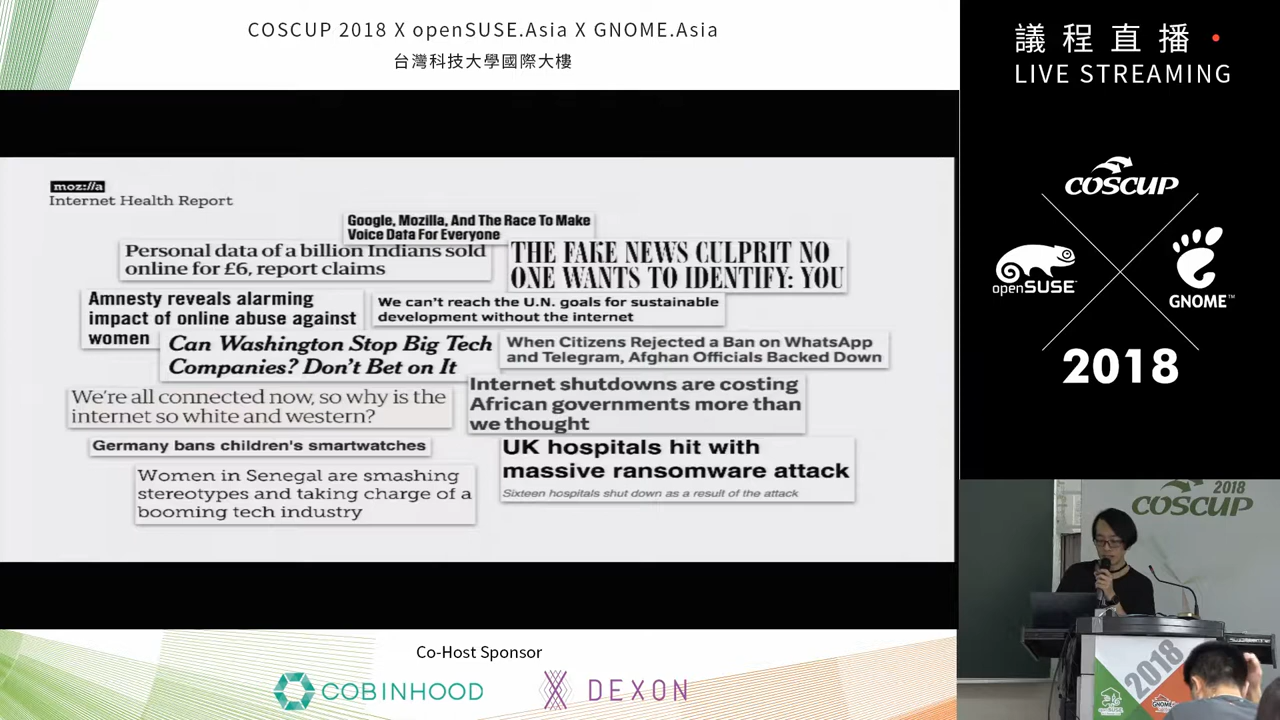 COSCUP 2018 X openSUSE.Asia X GNOME.Asia
台灣科技大學國際大樓
moz://a
Internet Health Report
Google, Mozilla, And The Race To Make
Voice Data For Everyone
Personal data of a billion Indians sold
online for £6, report claims
THE FAKE NEWS CULPRIT NO
ONE WANTS TO IDENTIFY: YOU
Amnesty reveals alarming
impact of online abuse against
women
We can't reach the U.N. goals for sustainable
development without the internet
Can Washington Stop Big Tech
Companies? Don't Bet on It
When Citizens Rejected a Ban on WhatsApp
and Telegram, Afghan Officials Backed Down
We're all connected now, so why is the
internet so white and western?
Internet shutdowns are costing
African governments more than
we thought
Germany bans children's smartwatches
UK hospitals hit with
massive ransomware attack
Sixteen hospitals shut down as a result of the attack
Women in Senegal are smashing
stereotypes and taking charge of a
booming tech industry
Co-Host Sponsor
COBINHOOD
DEXON
議程直播
LIVE STREAMING
COSCUP
openSUSE
GNOME™
2018
2018
COSCUP
2018